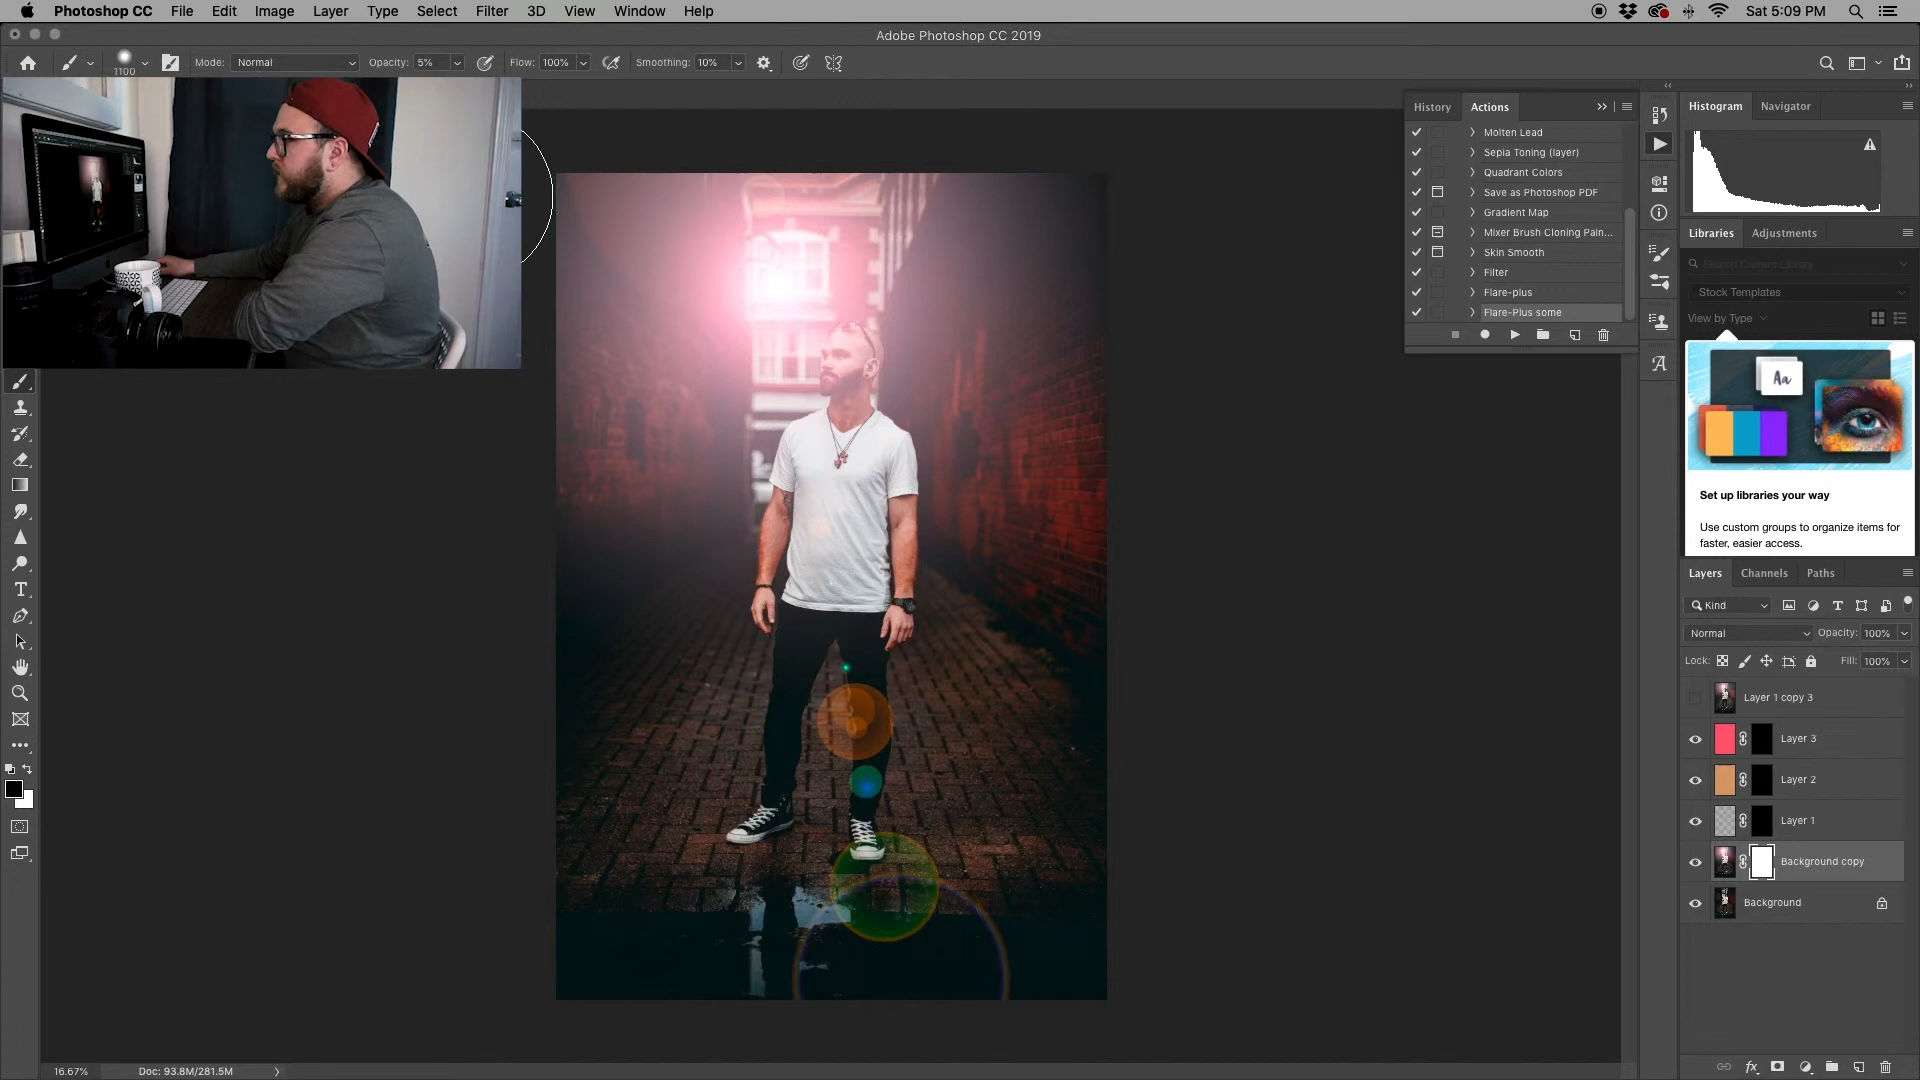 Photoshop CC File Edit Image Layer Type Select Filter 3D View Window Help Sat 5:09 PM
Adobe Photoshop CC 2019
1100 Mode: Normal Opacity: 5% Flow: 100% Smoothing: 10%
History Actions
Molten Lead
Sepia Toning (layer)
Quadrant Colors
Save as Photoshop PDF
Gradient Map
Mixer Brush Cloning Pain...
Skin Smooth
Filter
Flare-plus
Flare-Plus some
Histogram Navigator
Libraries Adjustments
Search Current Library
Stock Templates
View by Type
Aa
Set up libraries your way
Use custom groups to organize items for
faster, easier access.
Layers Channels Paths
Kind
Normal Opacity: 100%
Lock: Fill: 100%
Layer 1 copy 3
Layer 3
Layer 2
Layer 1
Background copy
Background
fx
16.67% Doc: 93.8M/281.5M